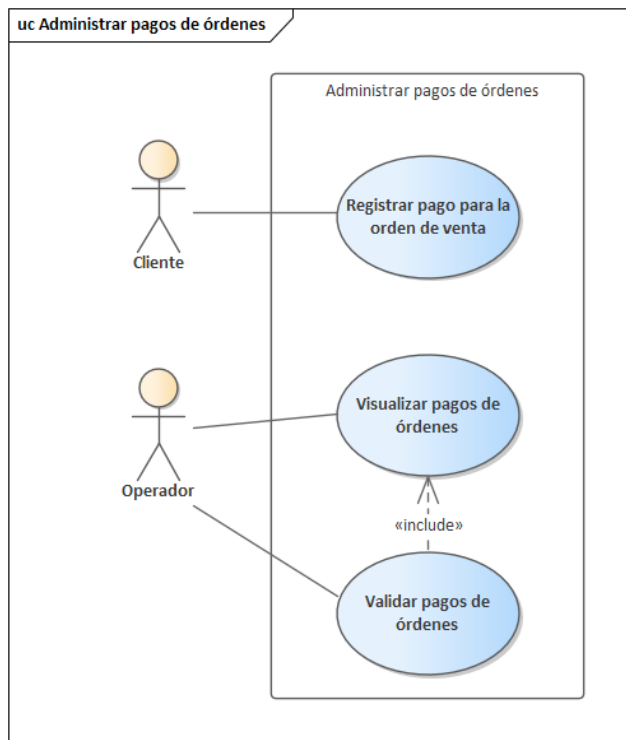 uc Administrar pagos de órdenes
Administrar pagos de órdenes
Registrar pago para la
orden de venta
Cliente
Visualizar pagos de
órdenes
Operador
«include»
Validar pagos de
órdenes